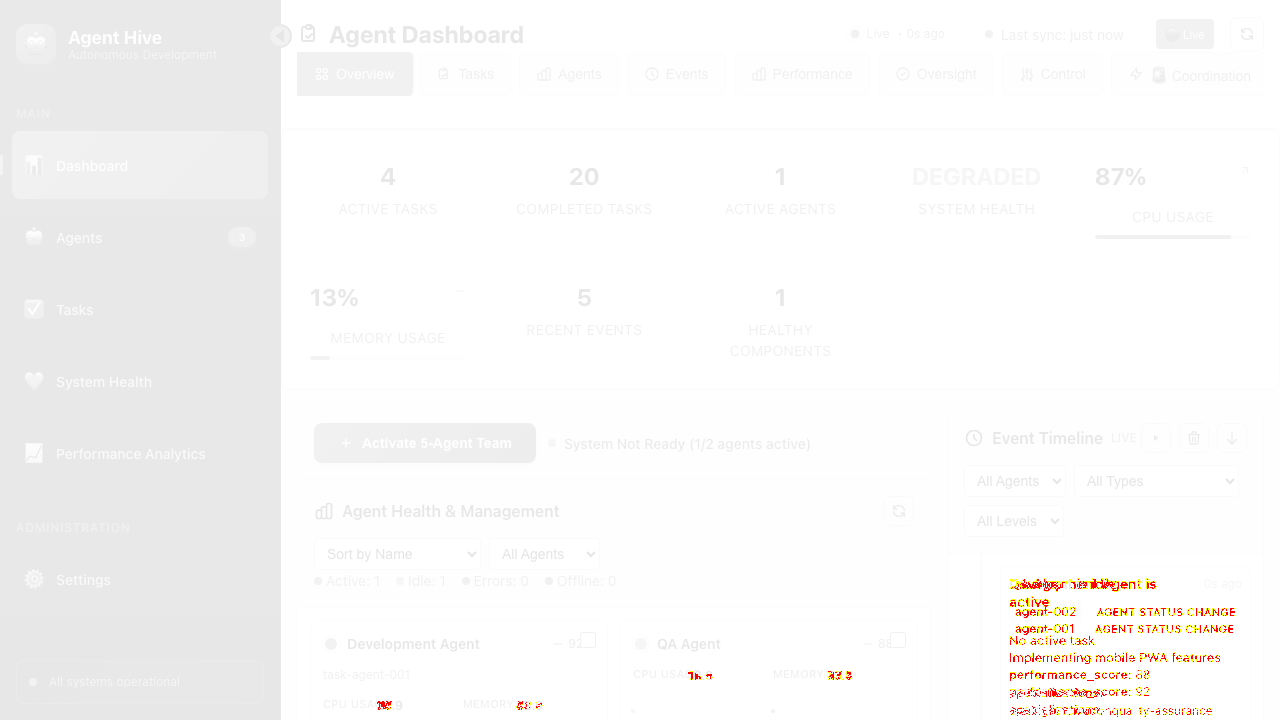 Agent Hive
Autonomous Development
MAIN
Dashboard
Agents
3
Tasks
System Health
Performance Analytics
ADMINISTRATION
Settings
All systems operational
Agent Dashboard
Live • 0s ago
Last sync: just now
Live
Overview
Tasks
Agents
Events
Performance
Oversight
Control
Coordination
4
ACTIVE TASKS
20
COMPLETED TASKS
1
ACTIVE AGENTS
DEGRADED
SYSTEM HEALTH
87%
CPU USAGE
13%
MEMORY USAGE
5
RECENT EVENTS
1
HEALTHY
COMPONENTS
Activate 5-Agent Team
System Not Ready (1/2 agents active)
Agent Health & Management
Sort by Name
All Agents
Active: 1
Idle: 1
Errors: 0
Offline: 0
Development Agent
– 92
task-agent-001
CPU USAGE
MEMORY
QA Agent
– 88
CPU USAGE
MEMORY
Event Timeline
LIVE
All Agents
All Types
All Levels
Agent is
0s ago
active
agent-002 AGENT STATUS CHANGE
agent-001 AGENT STATUS CHANGE
No active task
Implementing mobile PWA features
performance_score: 88
score: 92
quality-assurance